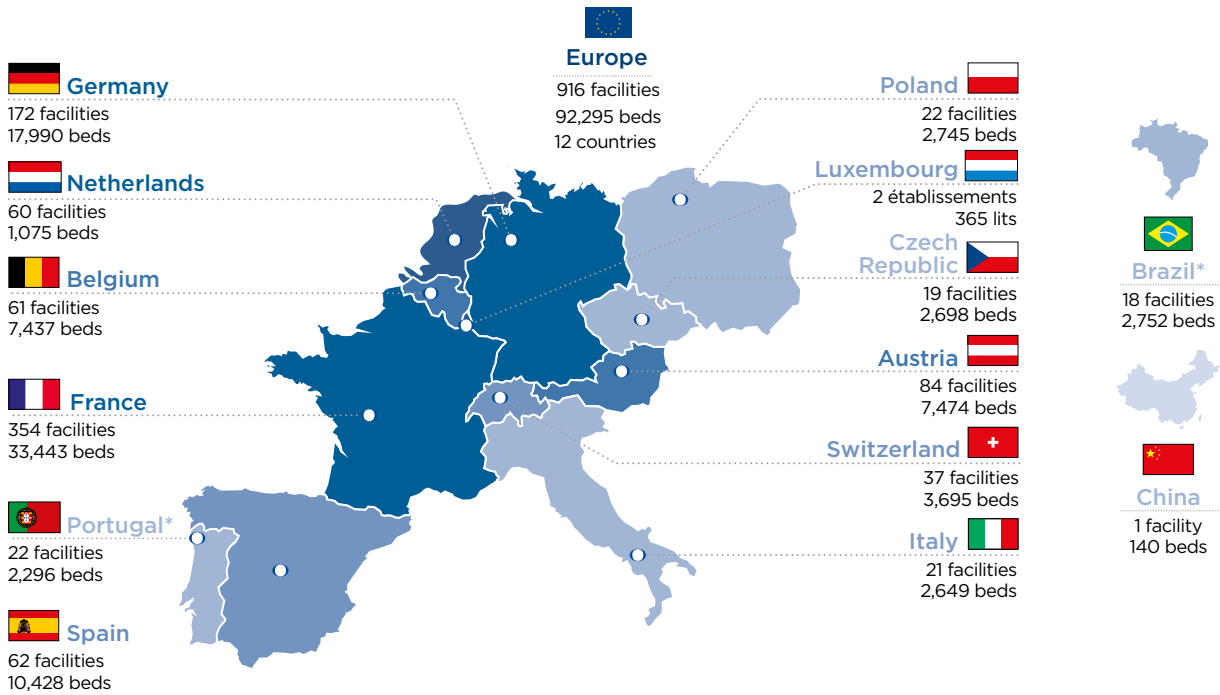 Europe
916 facilities
92,295 beds
12 countries
Germany
172 facilities
17,990 beds
Netherlands
60 facilities
1,075 beds
Belgium
61 facilities
7,437 beds
France
354 facilities
33,443 beds
Portugal*
22 facilities
2,296 beds
Spain
62 facilities
10,428 beds
Poland
22 facilities
2,745 beds
Luxembourg
2 établissements
365 lits
Czech
Republic
19 facilities
2,698 beds
Austria
84 facilities
7,474 beds
Switzerland
37 facilities
3,695 beds
Italy
21 facilities
2,649 beds
Brazil*
18 facilities
2,752 beds
China
1 facility
140 beds